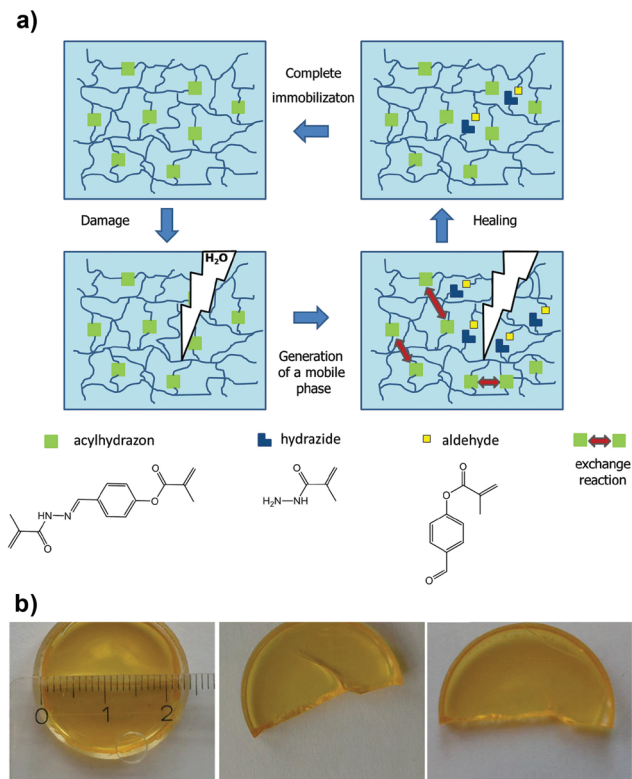 a)
Complete
immobilizaton
Damage
Healing
H₂O
Generation
of a mobile
phase
acylhydrazon
hydrazide
aldehyde
exchange
reaction
O
O
HN
N
O
O
H₂N
NH
O
O
O
b)
0 1 2